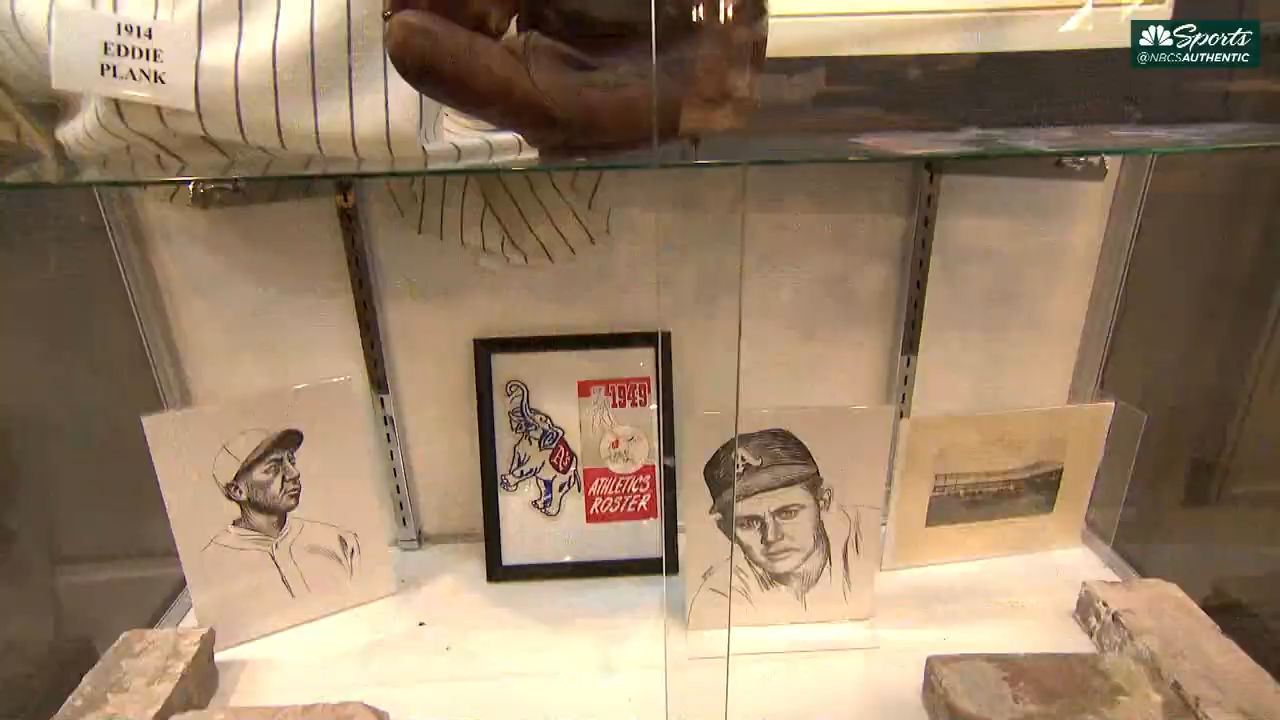 1914
EDDIE
PLANK
Sports
@NBCSAUTHENTIC
1949
A's
ATHLETICS
ROSTER
A